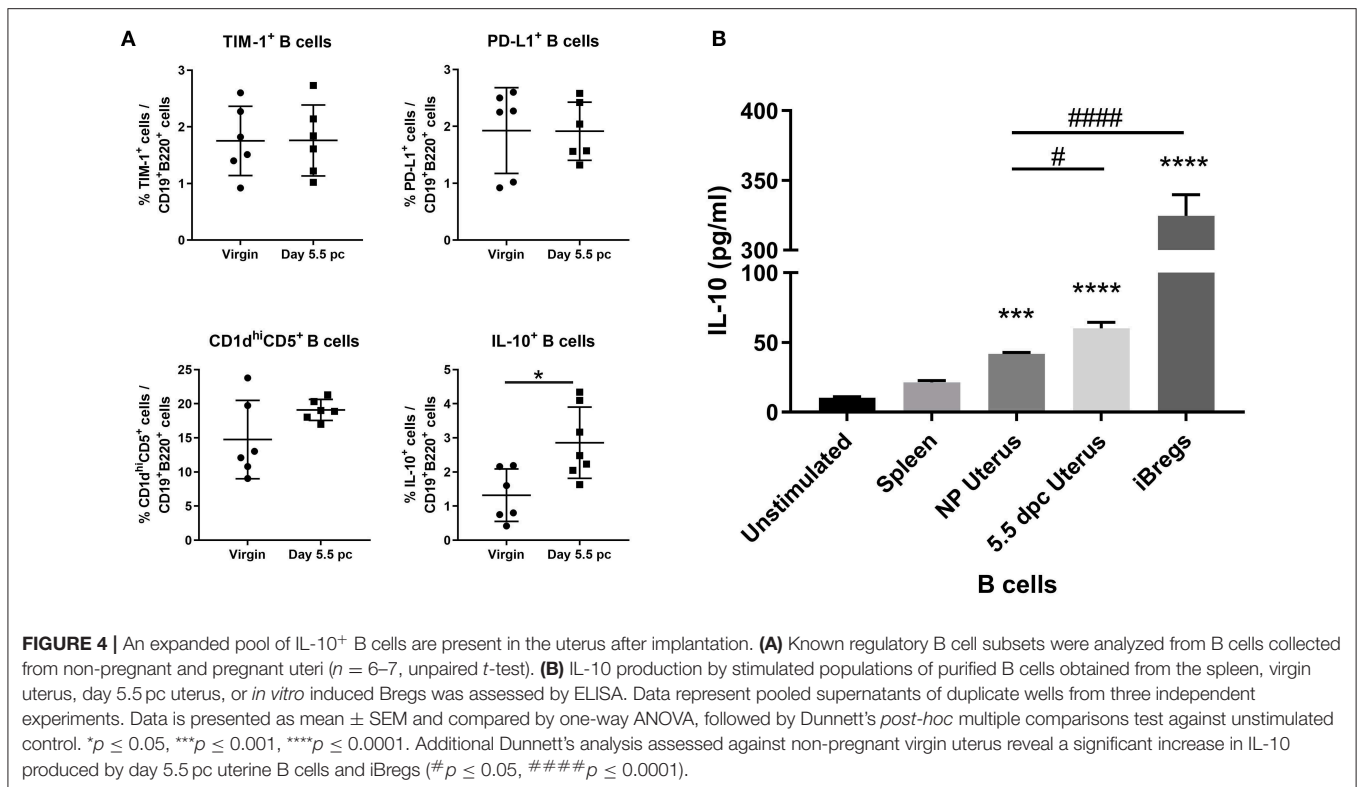 A
TIM-1+ B cells
% TIM-1+ cells /
CD19+B220+ cells
3
2
1
0
Virgin
Day 5.5 pc
PD-L1+ B cells
% PD-L1+ cells /
CD19+B220+ cells
3
2
1
0
Virgin
Day 5.5 pc
CD1dhiCD5+ B cells
% CD1dhiCD5+ cells /
CD19+B220+ cells
25
20
15
10
5
0
Virgin
Day 5.5 pc
IL-10+ B cells
% IL-10+ cells /
CD19+B220+ cells
5
4
3
2
1
0
*
Virgin
Day 5.5 pc
B
IL-10 (pg/ml)
400
350
300
100
50
0
####
#
***
****
****
Unstimulated
Spleen
NP Uterus
5.5 dpc Uterus
iBregs
B cells
FIGURE 4 | An expanded pool of IL-10+ B cells are present in the uterus after implantation. (A) Known regulatory B cell subsets were analyzed from B cells collected
from non-pregnant and pregnant uteri (n = 6–7, unpaired t-test). (B) IL-10 production by stimulated populations of purified B cells obtained from the spleen, virgin
uterus, day 5.5 pc uterus, or in vitro induced Bregs was assessed by ELISA. Data represent pooled supernatants of duplicate wells from three independent
experiments. Data is presented as mean ± SEM and compared by one-way ANOVA, followed by Dunnett's post-hoc multiple comparisons test against unstimulated
control. *p ≤ 0.05, ***p ≤ 0.001, ****p ≤ 0.0001. Additional Dunnett's analysis assessed against non-pregnant virgin uterus reveal a significant increase in IL-10
produced by day 5.5 pc uterine B cells and iBregs (#p ≤ 0.05, ####p ≤ 0.0001).